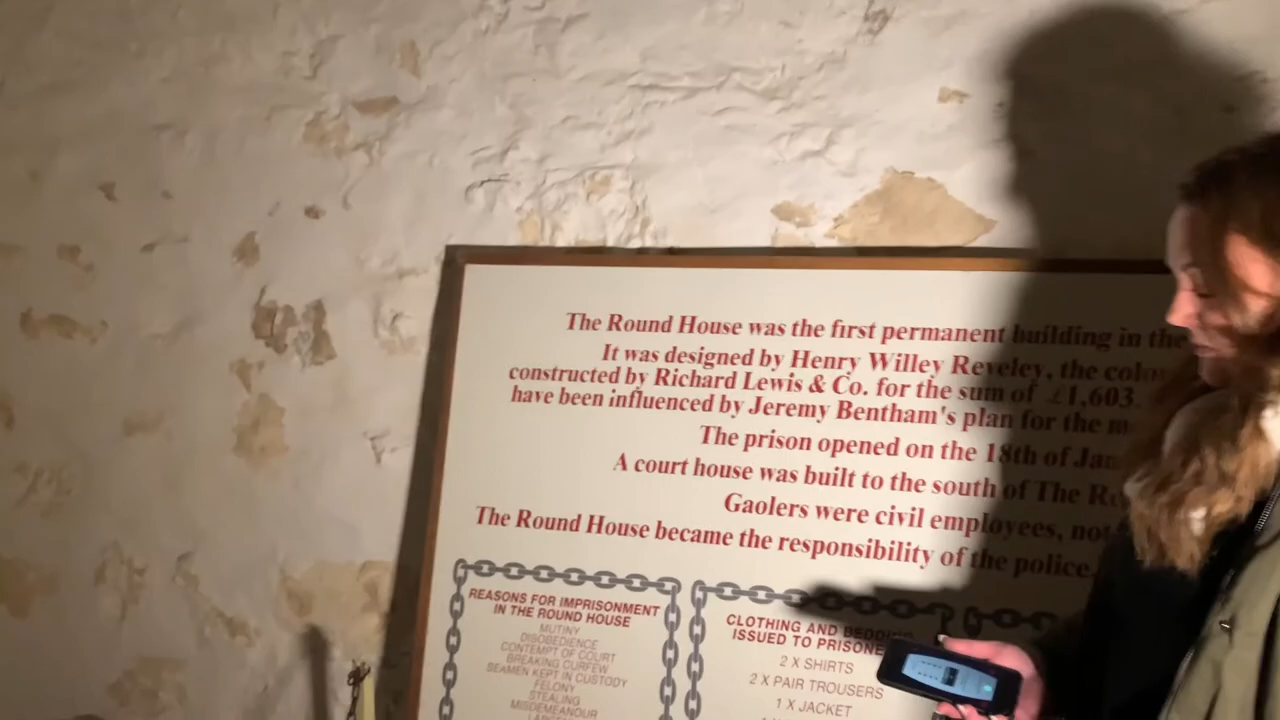 The Round House was the first permanent building in the
It was designed by Henry Willey Reveley, the
constructed by Richard Lewis & Co. for the sum of £1,603.
have been influenced by Jeremy Bentham's plan for the
The prison opened on the 18th of
A court house was built to the south of The
Gaolers were civil employees, not
The Round House became the responsibility of the police
REASONS FOR IMPRISONMENT
IN THE ROUND HOUSE
MUTINY
DISOBEDIENCE
CONTEMPT OF COURT
BREAKING CURFEW
SEAMEN KEPT IN CUSTODY
FELONY
STEALING
MISDEMEANOUR
CLOTHING AND BEDDING
ISSUED TO
2 X SHIRTS
2 X PAIR TROUSERS
1 X JACKET